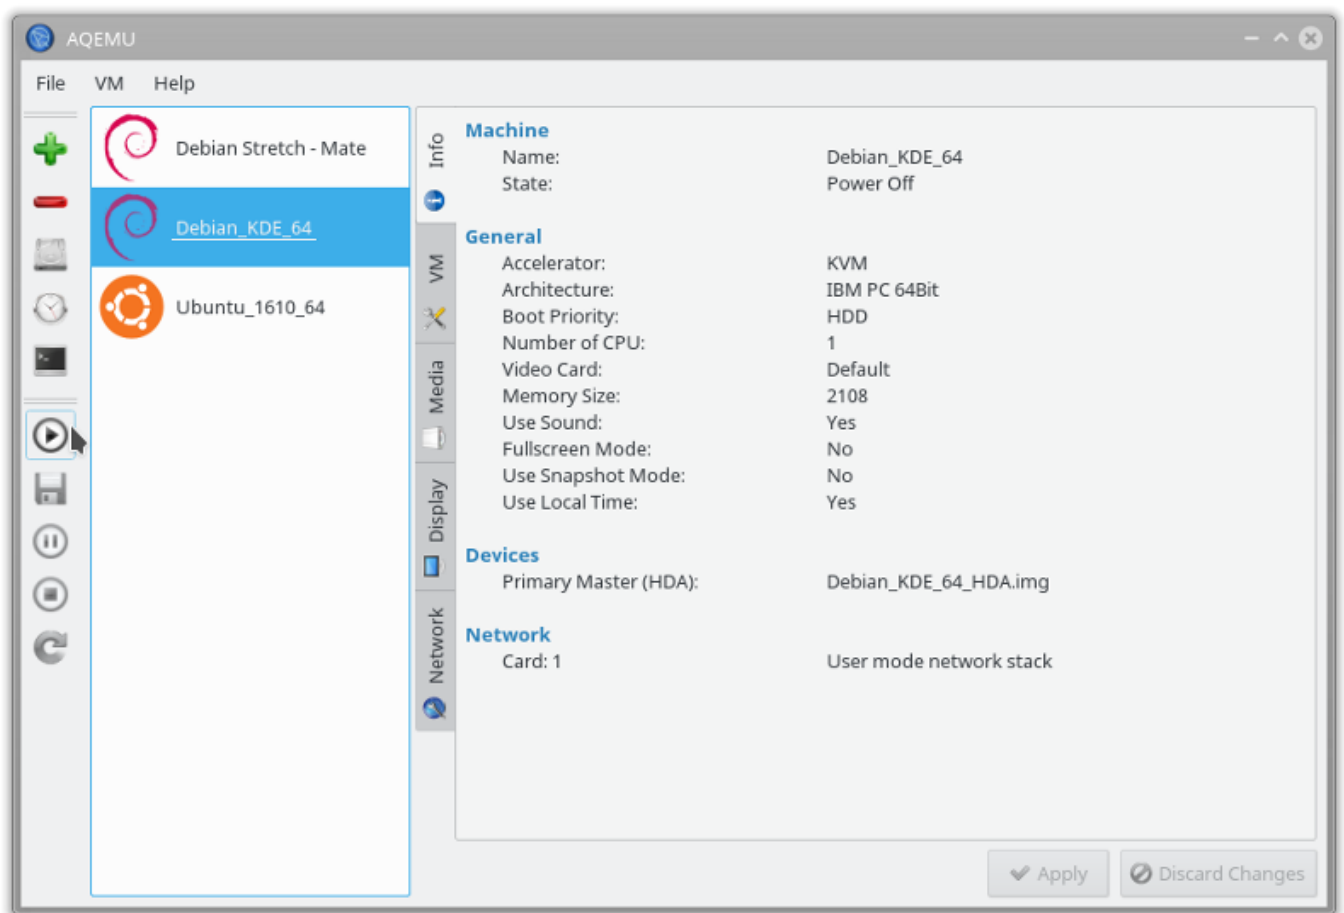 AQEMU
File VM Help
Debian Stretch - Mate
Debian_KDE_64
Ubuntu_1610_64
Info
VM
Media
Display
Network
Machine
Name: Debian_KDE_64
State: Power Off
General
Accelerator: KVM
Architecture: IBM PC 64Bit
Boot Priority: HDD
Number of CPU: 1
Video Card: Default
Memory Size: 2108
Use Sound: Yes
Fullscreen Mode: No
Use Snapshot Mode: No
Use Local Time: Yes
Devices
Primary Master (HDA): Debian_KDE_64_HDA.img
Network
Card: 1 User mode network stack
Apply Discard Changes